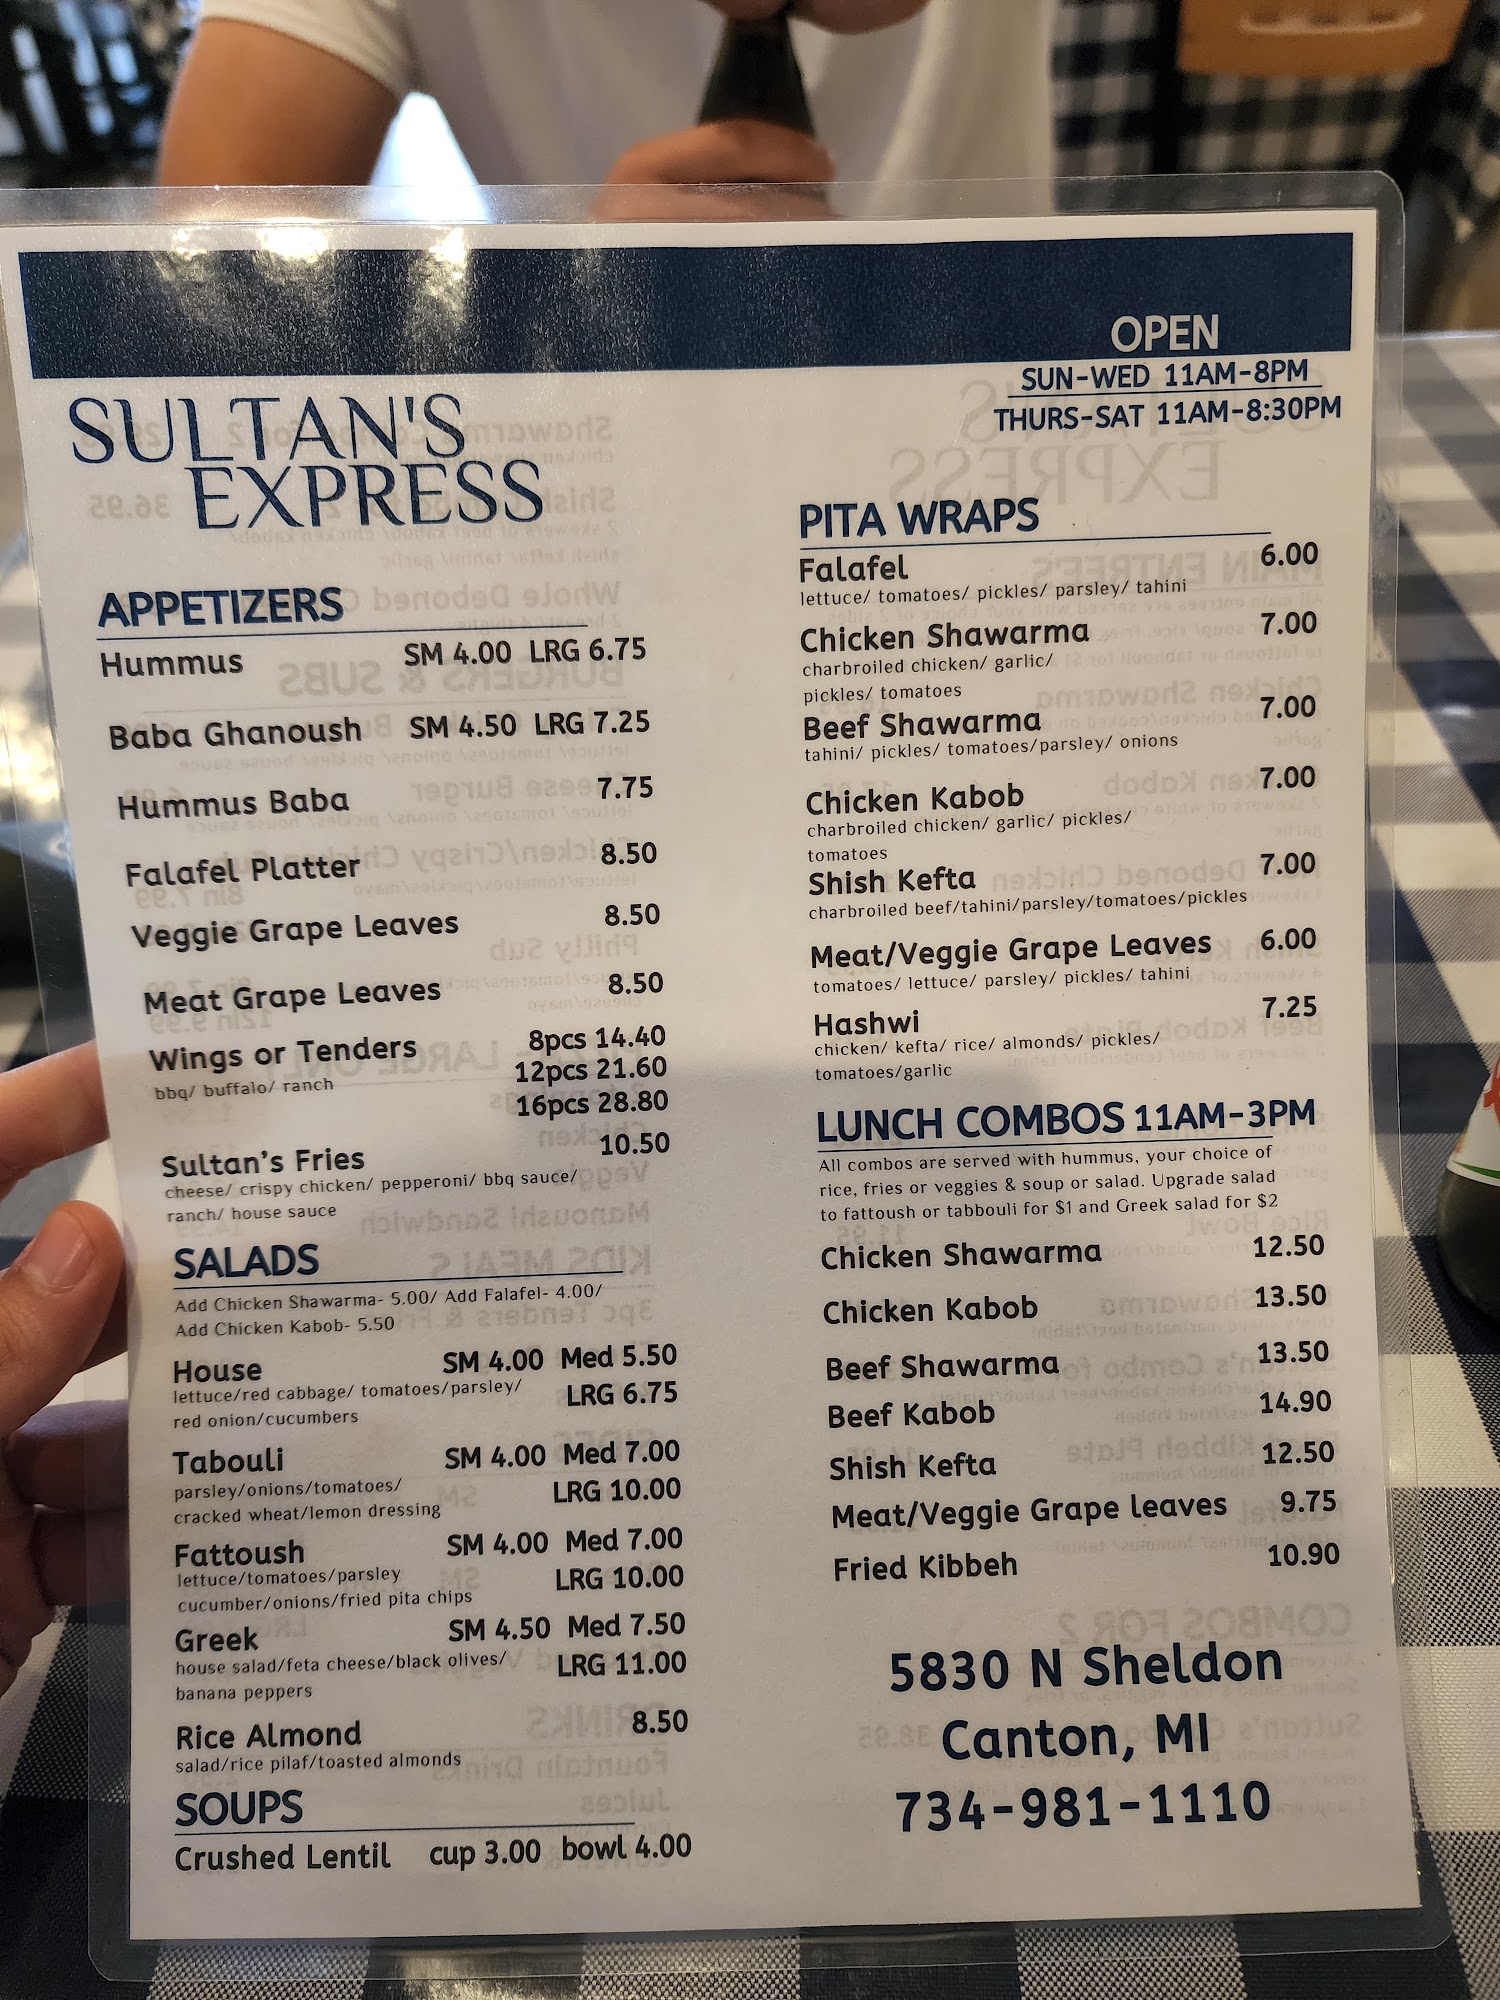 OPEN
SUN-WED 11AM-8PM
THURS-SAT 11AM-8:30PM
SULTAN'S
EXPRESS
APPETIZERS
Hummus SM 4.00 LRG 6.75
Baba Ghanoush SM 4.50 LRG 7.25
Hummus Baba 7.75
Falafel Platter 8.50
Veggie Grape Leaves 8.50
Meat Grape Leaves 8.50
Wings or Tenders 8pcs 14.40
bbq/ buffalo/ ranch 12pcs 21.60
16pcs 28.80
Sultan's Fries 10.50
cheese/ crispy chicken/ pepperoni/ bbq sauce/
ranch/ house sauce
SALADS
Add Chicken Shawarma- 5.00/ Add Falafel- 4.00/
Add Chicken Kabob- 5.50
House SM 4.00 Med 5.50
lettuce/red cabbage/ tomatoes/parsley/ LRG 6.75
red onion/cucumbers
Tabouli SM 4.00 Med 7.00
parsley/onions/tomatoes/ LRG 10.00
cracked wheat/lemon dressing
Fattoush SM 4.00 Med 7.00
lettuce/tomatoes/parsley LRG 10.00
cucumber/onions/fried pita chips
Greek SM 4.50 Med 7.50
house salad/feta cheese/black olives/ LRG 11.00
banana peppers
Rice Almond 8.50
salad/rice pilaf/toasted almonds
SOUPS
Crushed Lentil cup 3.00 bowl 4.00
PITA WRAPS
Falafel 6.00
lettuce/ tomatoes/ pickles/ parsley/ tahini
Chicken Shawarma 7.00
charbroiled chicken/ garlic/
pickles/ tomatoes
Beef Shawarma 7.00
tahini/ pickles/ tomatoes/parsley/ onions
Chicken Kabob 7.00
charbroiled chicken/ garlic/ pickles/
tomatoes
Shish Kefta 7.00
charbroiled beef/tahini/parsley/tomatoes/pickles
Meat/Veggie Grape Leaves 6.00
tomatoes/ lettuce/ parsley/ pickles/ tahini
Hashwi 7.25
chicken/ kefta/ rice/ almonds/ pickles/
tomatoes/garlic
LUNCH COMBOS 11AM-3PM
All combos are served with hummus, your choice of
rice, fries or veggies & soup or salad. Upgrade salad
to fattoush or tabbouli for $1 and Greek salad for $2
Chicken Shawarma 12.50
Chicken Kabob 13.50
Beef Shawarma 13.50
Beef Kabob 14.90
Shish Kefta 12.50
Meat/Veggie Grape leaves 9.75
Fried Kibbeh 10.90
5830 N Sheldon
Canton, MI
734-981-1110